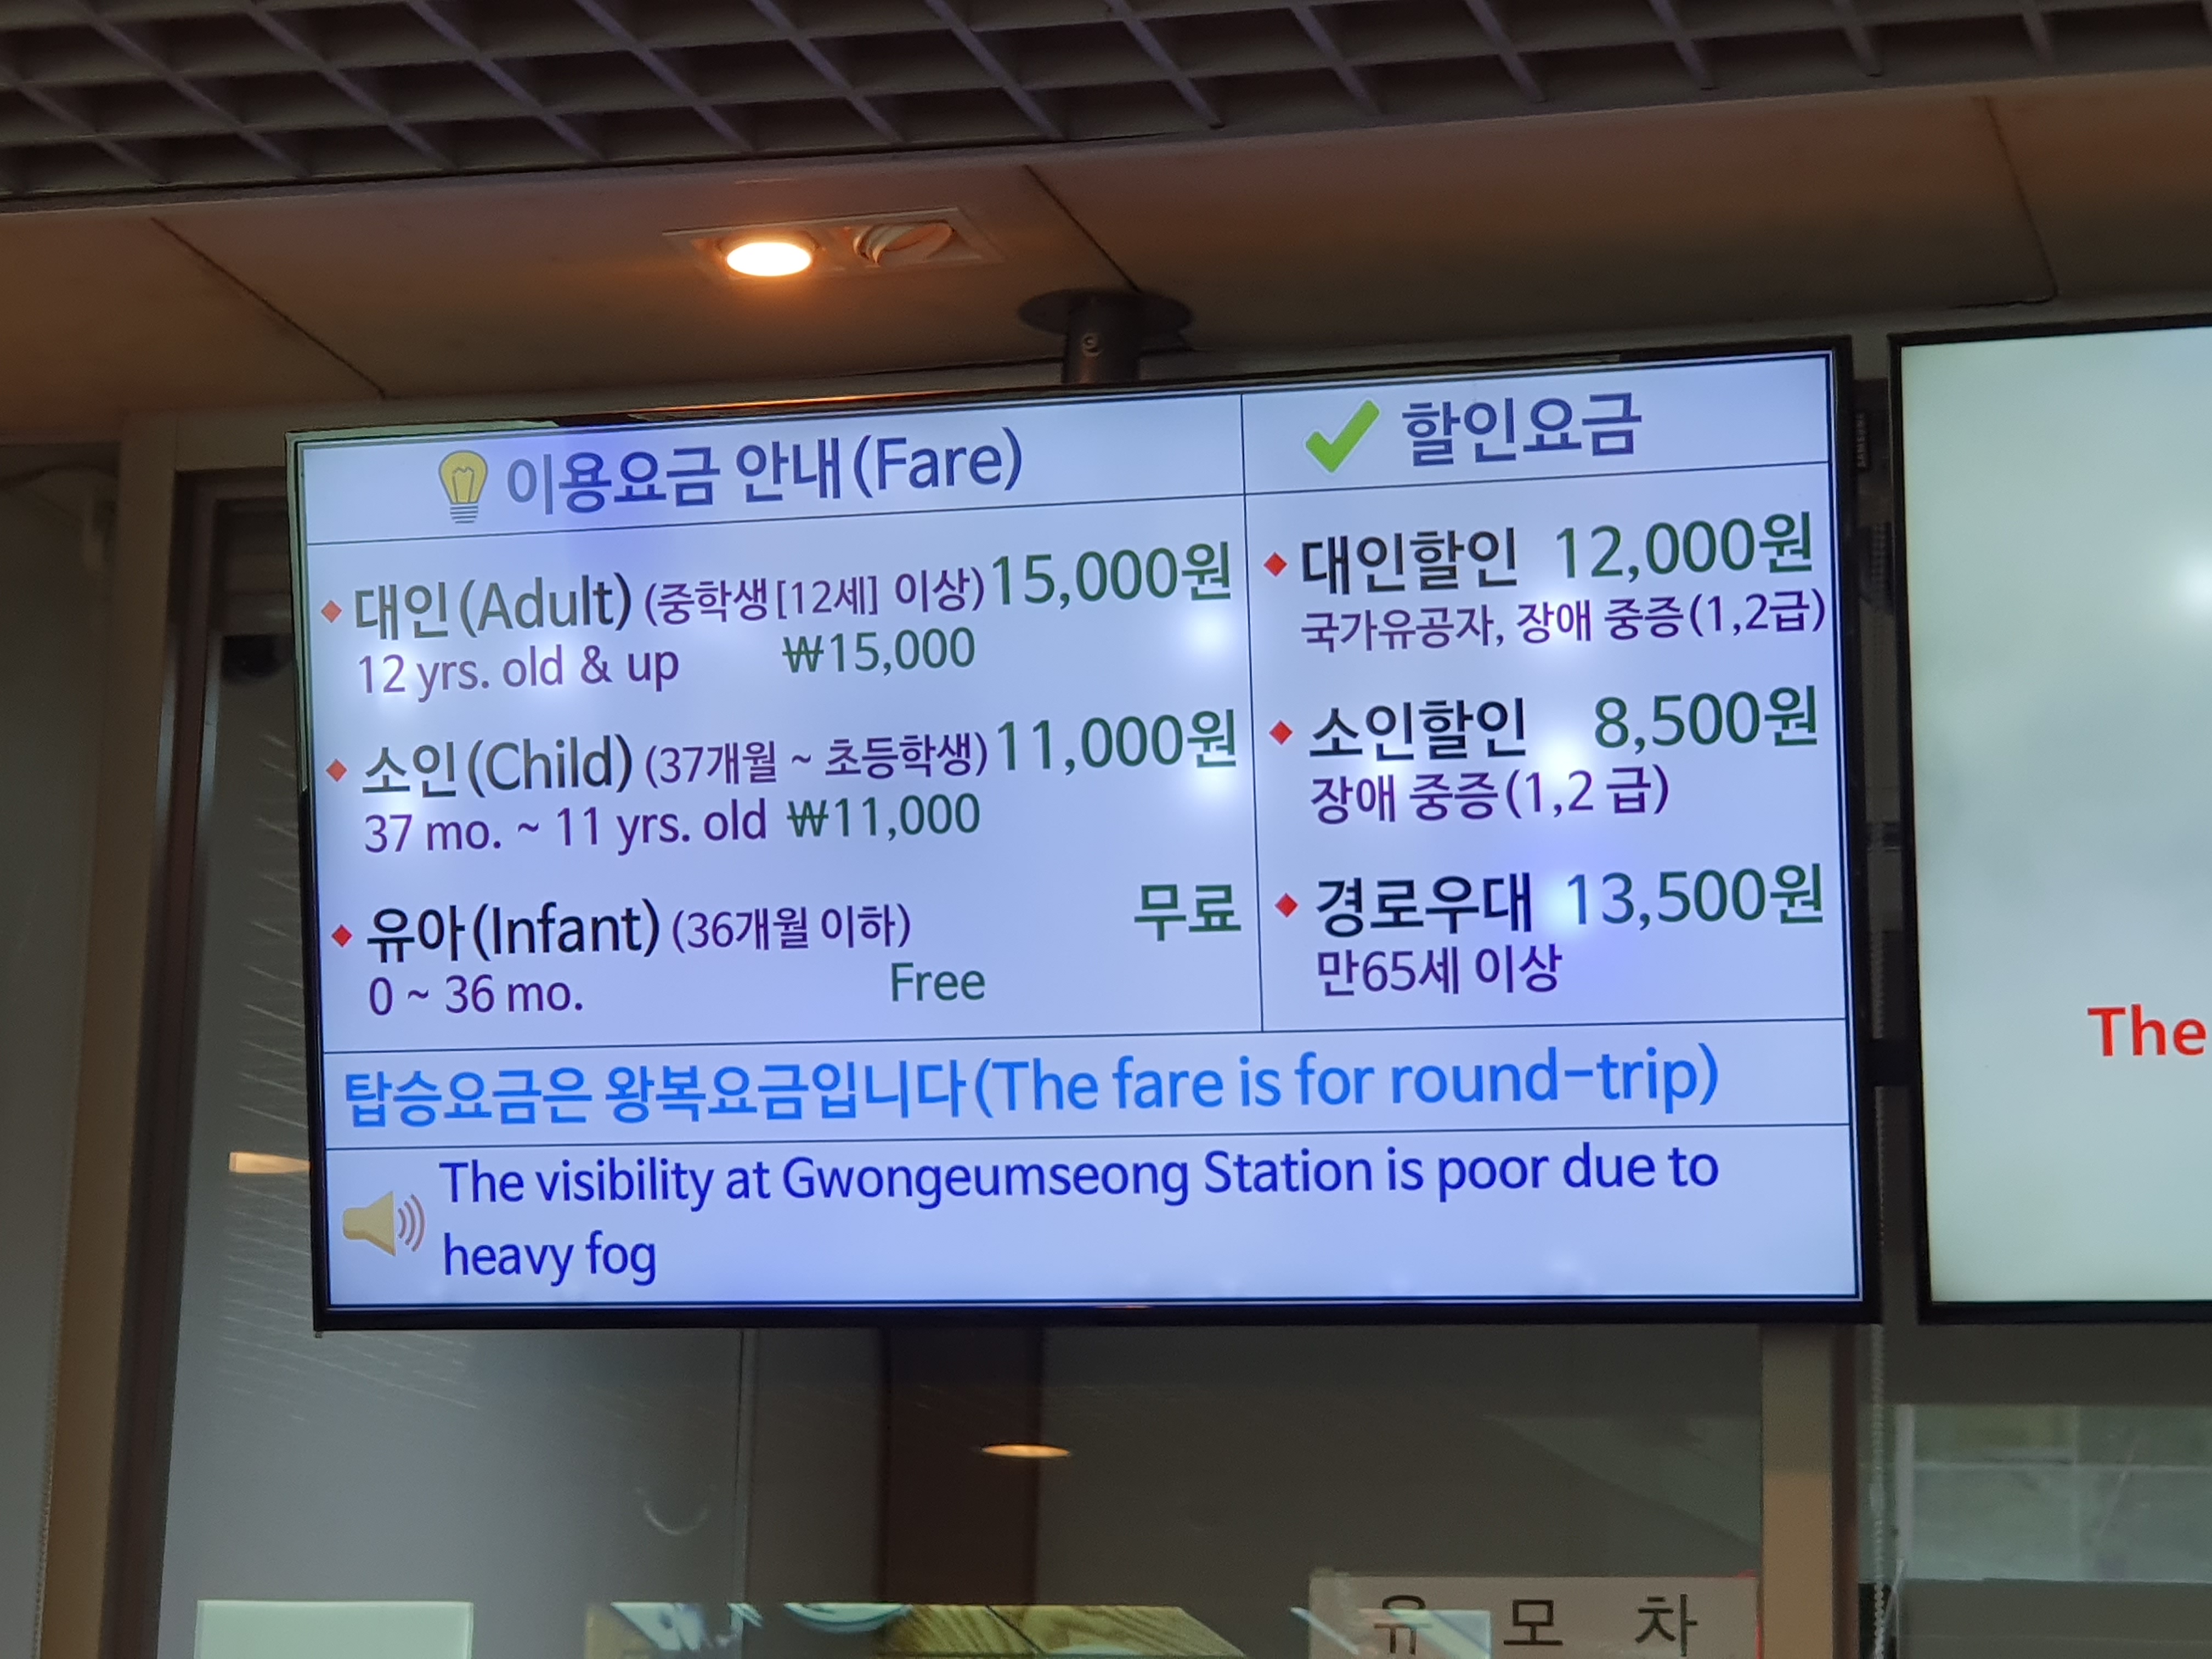 이용요금 안내(Fare)
대인(Adult) (중학생[12세] 이상) 15,000원
12 yrs. old & up ₩15,000
소인(Child) (37개월 ~ 초등학생) 11,000원
37 mo. ~ 11 yrs. old ₩11,000
유아(Infant) (36개월 이하) 무료
0 ~ 36 mo. Free
할인요금
대인할인 12,000원
국가유공자, 장애 중증(1,2급)
소인할인 8,500원
장애 중증(1,2 급)
경로우대 13,500원
만65세 이상
탑승요금은 왕복요금입니다(The fare is for round-trip)
The visibility at Gwongeumseong Station is poor due to
heavy fog
The
유 모 차